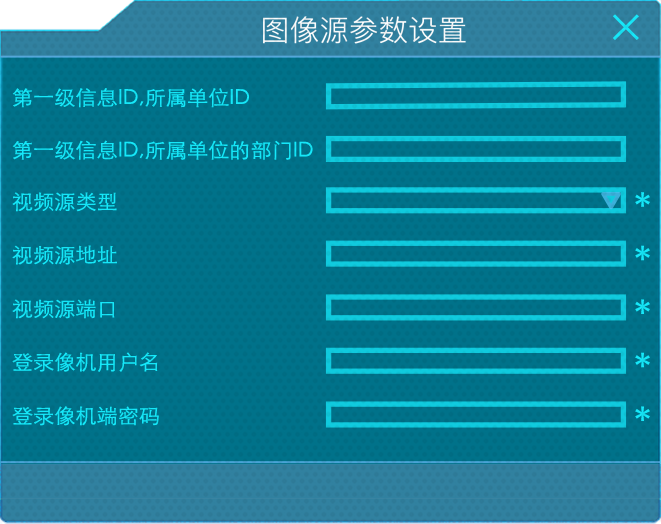 图像源参数设置
第一级信息ID,所属单位ID
第一级信息ID,所属单位的部门ID
视频源类型 *
视频源地址 *
视频源端口 *
登录像机用户名 *
登录像机端密码 *